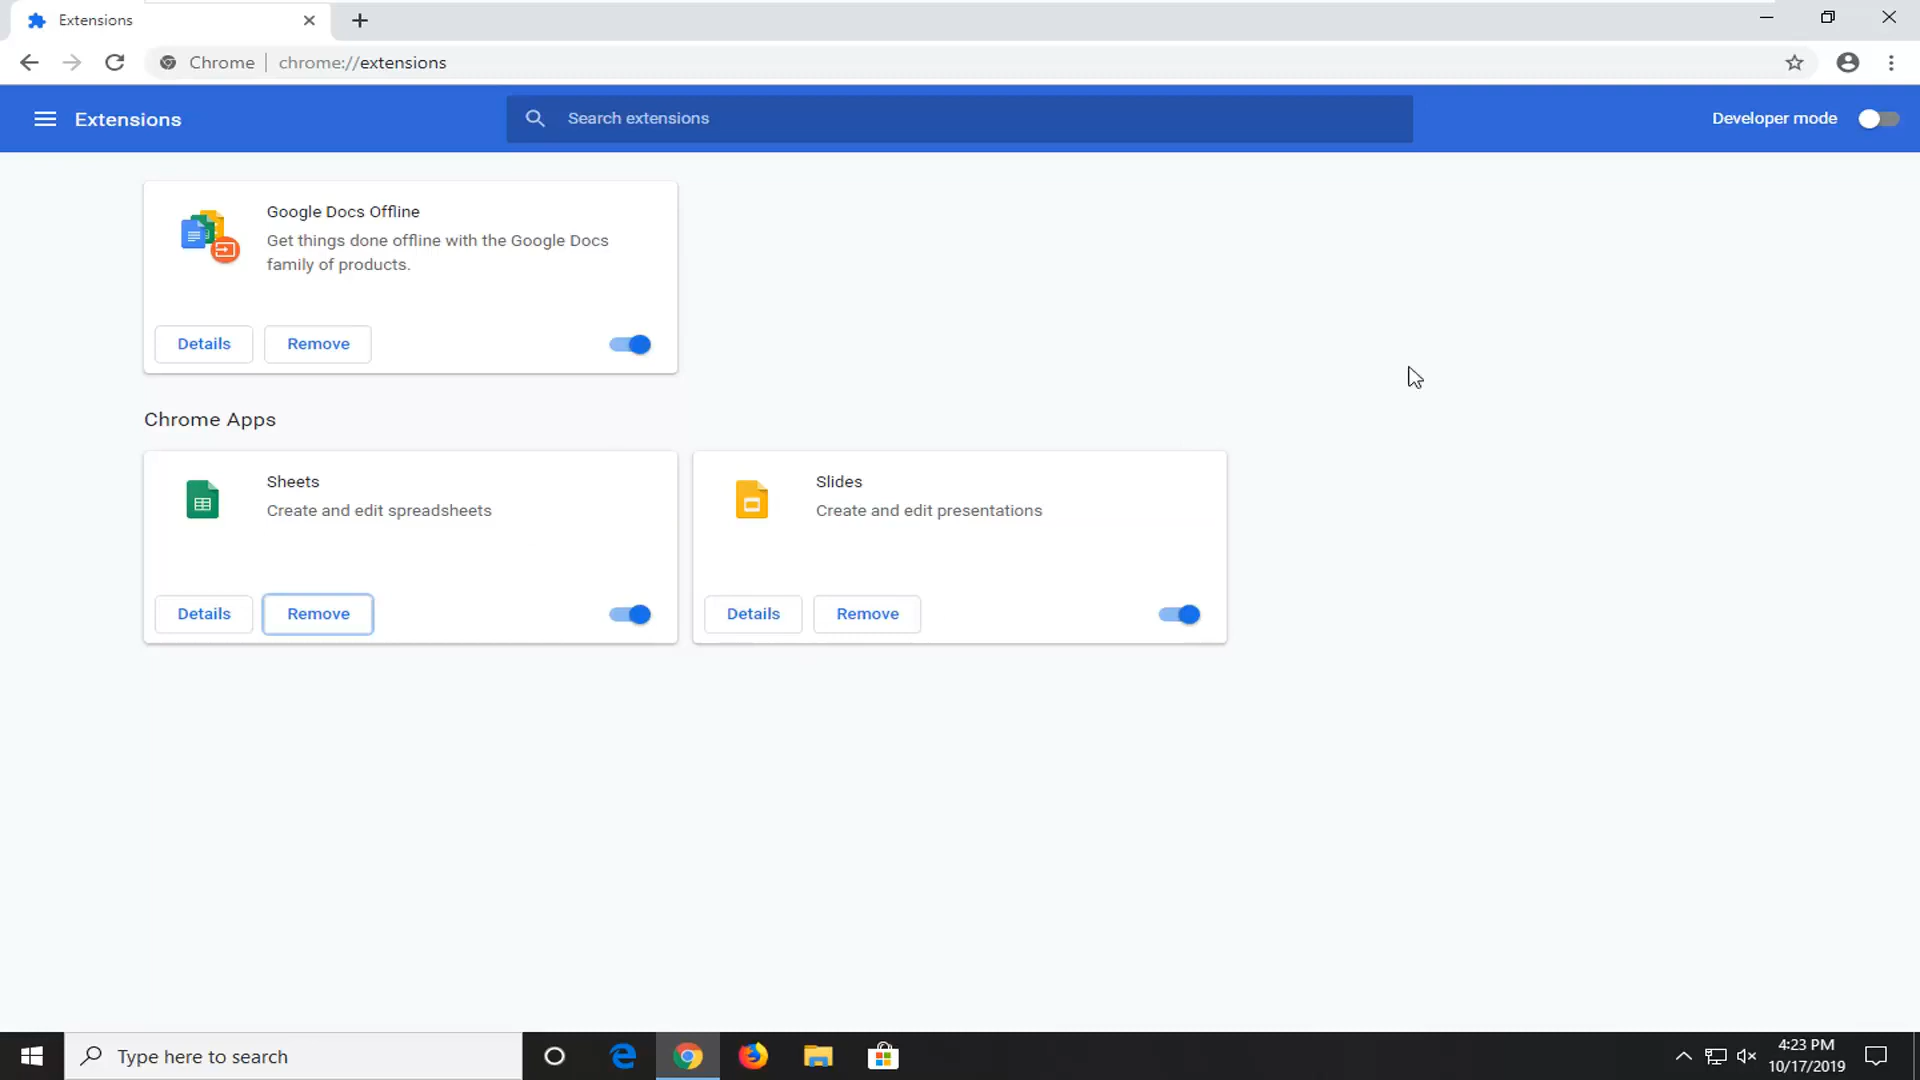 Extensions
Chrome
chrome://extensions
Extensions
Search extensions
Developer mode
Google Docs Offline
Get things done offline with the Google Docs
family of products.
Details
Remove
Chrome Apps
Sheets
Create and edit spreadsheets
Details
Remove
Slides
Create and edit presentations
Details
Remove
Type here to search
4:23 PM
10/17/2019